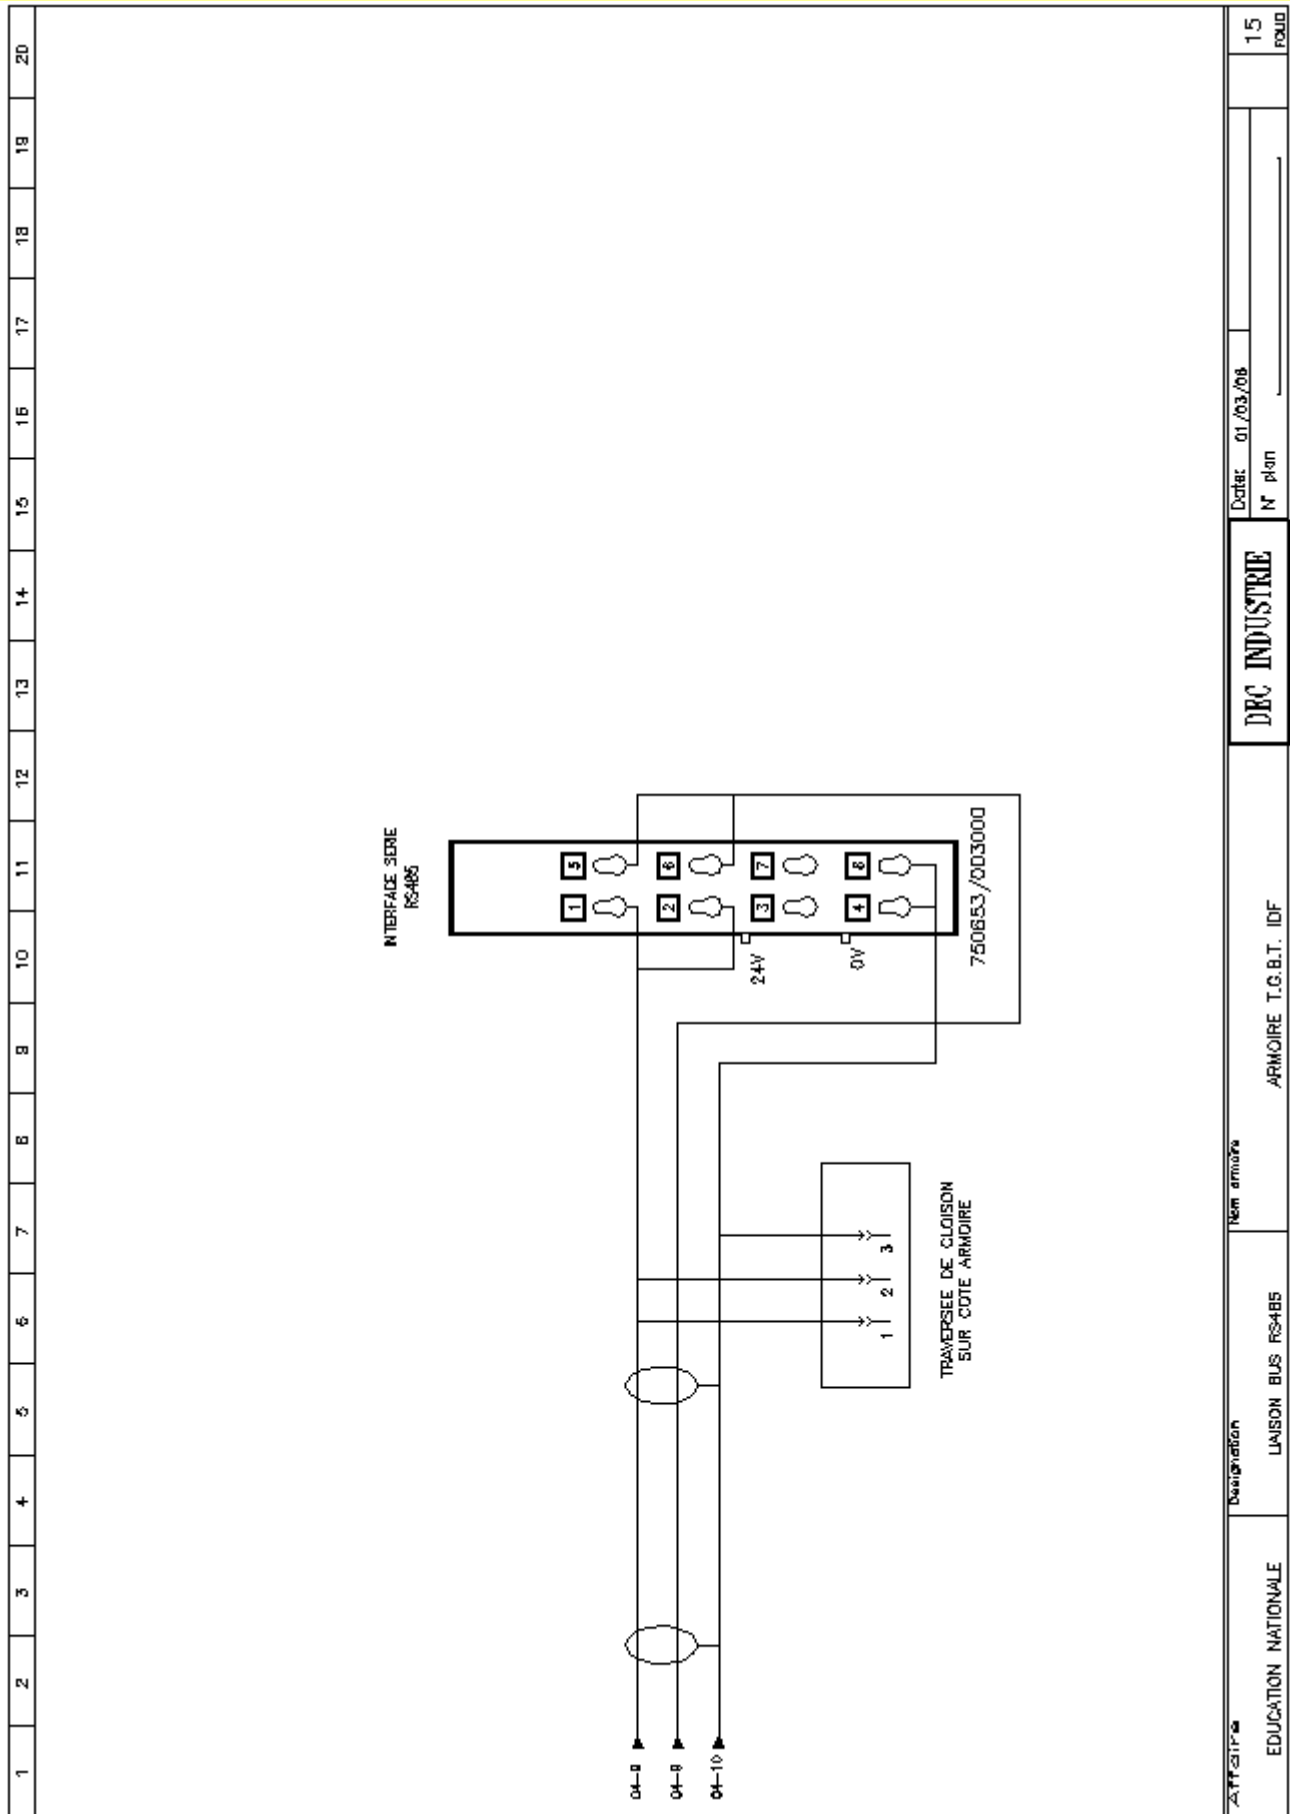 1 2 3 4 5 6 7 8 9 10 11 12 13 14 15 16 17 18 19 20
INTERFACE SERIE
RS485
1 5
2 6
3 7
4 8
24V
0V
750653/003000
04-9
04-9
04-10
1 2 3
TRAVERSEE DE CLOISON
SUR COTE ARMOIRE
Affaire
EDUCATION NATIONALE
Designation
LIAISON BUS RS485
Nom armoire
ARMOIRE T.G.B.T. IDF
DEC INDUSTRIE
Date: 01/03/06
N° plan
15
FOLIO